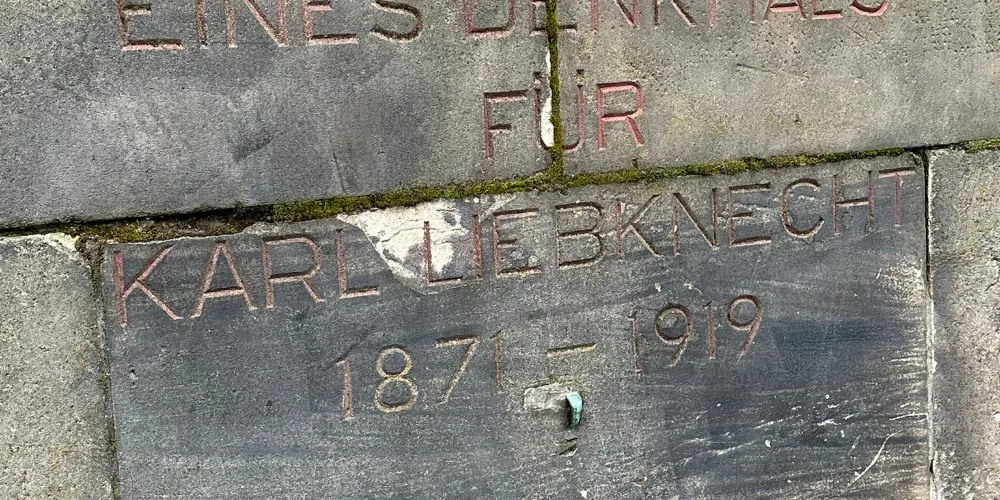 EINES DENKMALS
FÜR
KARL LIEBKNECHT
1871 – 1919